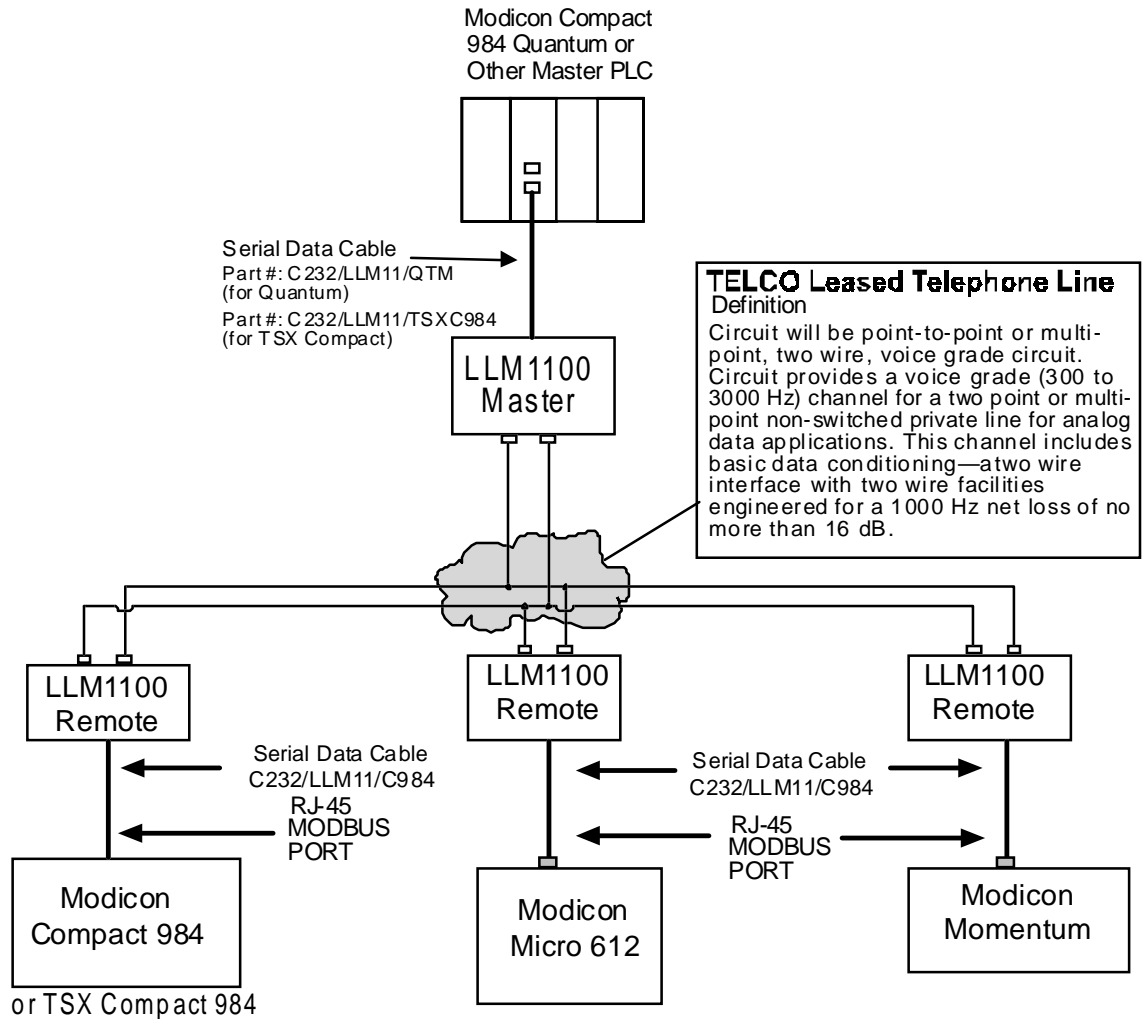 Modicon Compact
984 Quantum or
Other Master PLC
Serial Data Cable
Part #: C232/LLM11/QTM
(for Quantum)
Part #: C232/LLM11/TSXC984
(for TSX Compact)
LLM1100
Master
TELCO Leased Telephone Line
Definition
Circuit will be point-to-point or multi-
point, two wire, voice grade circuit.
Circuit provides a voice grade (300 to
3000 Hz) channel for a two point or multi-
point non-switched private line for analog
data applications. This channel includes
basic data conditioning—atwo wire
interface with two wire facilities
engineered for a 1000 Hz net loss of no
more than 16 dB.
LLM1100
Remote
LLM1100
Remote
LLM1100
Remote
Serial Data Cable
C232/LLM11/C984
RJ-45
MODBUS
PORT
Serial Data Cable
C232/LLM11/C984
RJ-45
MODBUS
PORT
Modicon
Compact 984
or TSX Compact 984
Modicon
Micro 612
Modicon
Momentum